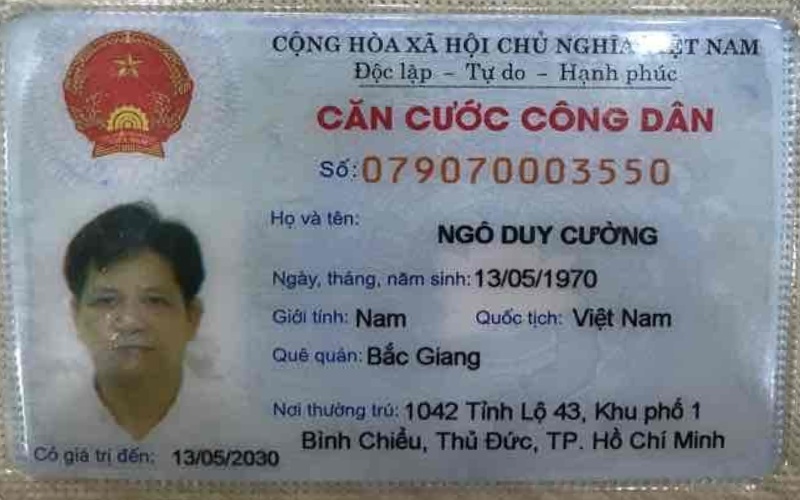 CỘNG HÒA XÃ HỘI CHỦ NGHĨA VIỆT NAM
Độc lập - Tự do - Hạnh phúc
CĂN CƯỚC CÔNG DÂN
Số: 079070003550
Họ và tên:
NGÔ DUY CƯỜNG
Ngày, tháng, năm sinh: 13/05/1970
Giới tính: Nam Quốc tịch: Việt Nam
Quê quán: Bắc Giang
Nơi thường trú: 1042 Tỉnh Lộ 43, Khu phố 1
Bình Chiểu, Thủ Đức, TP. Hồ Chí Minh
Có giá trị đến: 13/05/2030